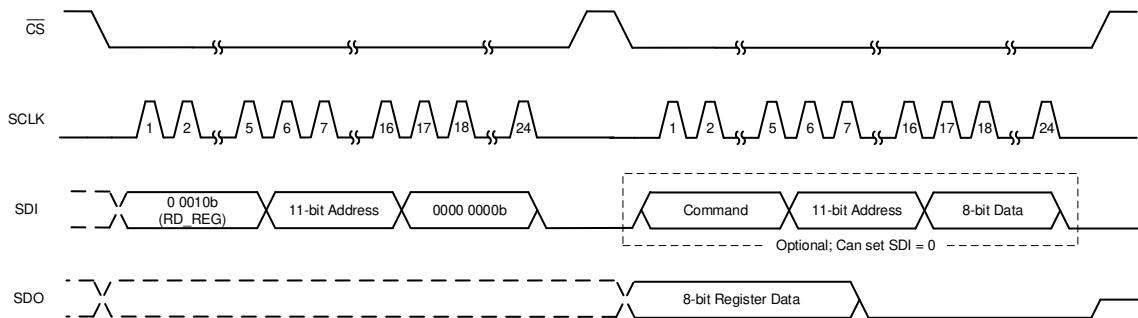 CS
SCLK
1 2 5 6 7 16 17 18 24 1 2 5 6 7 16 17 18 24
SDI
0 0010b
(RD_REG)
11-bit Address
0000 0000b
Command
11-bit Address
8-bit Data
Optional; Can set SDI = 0
SDO
8-bit Register Data